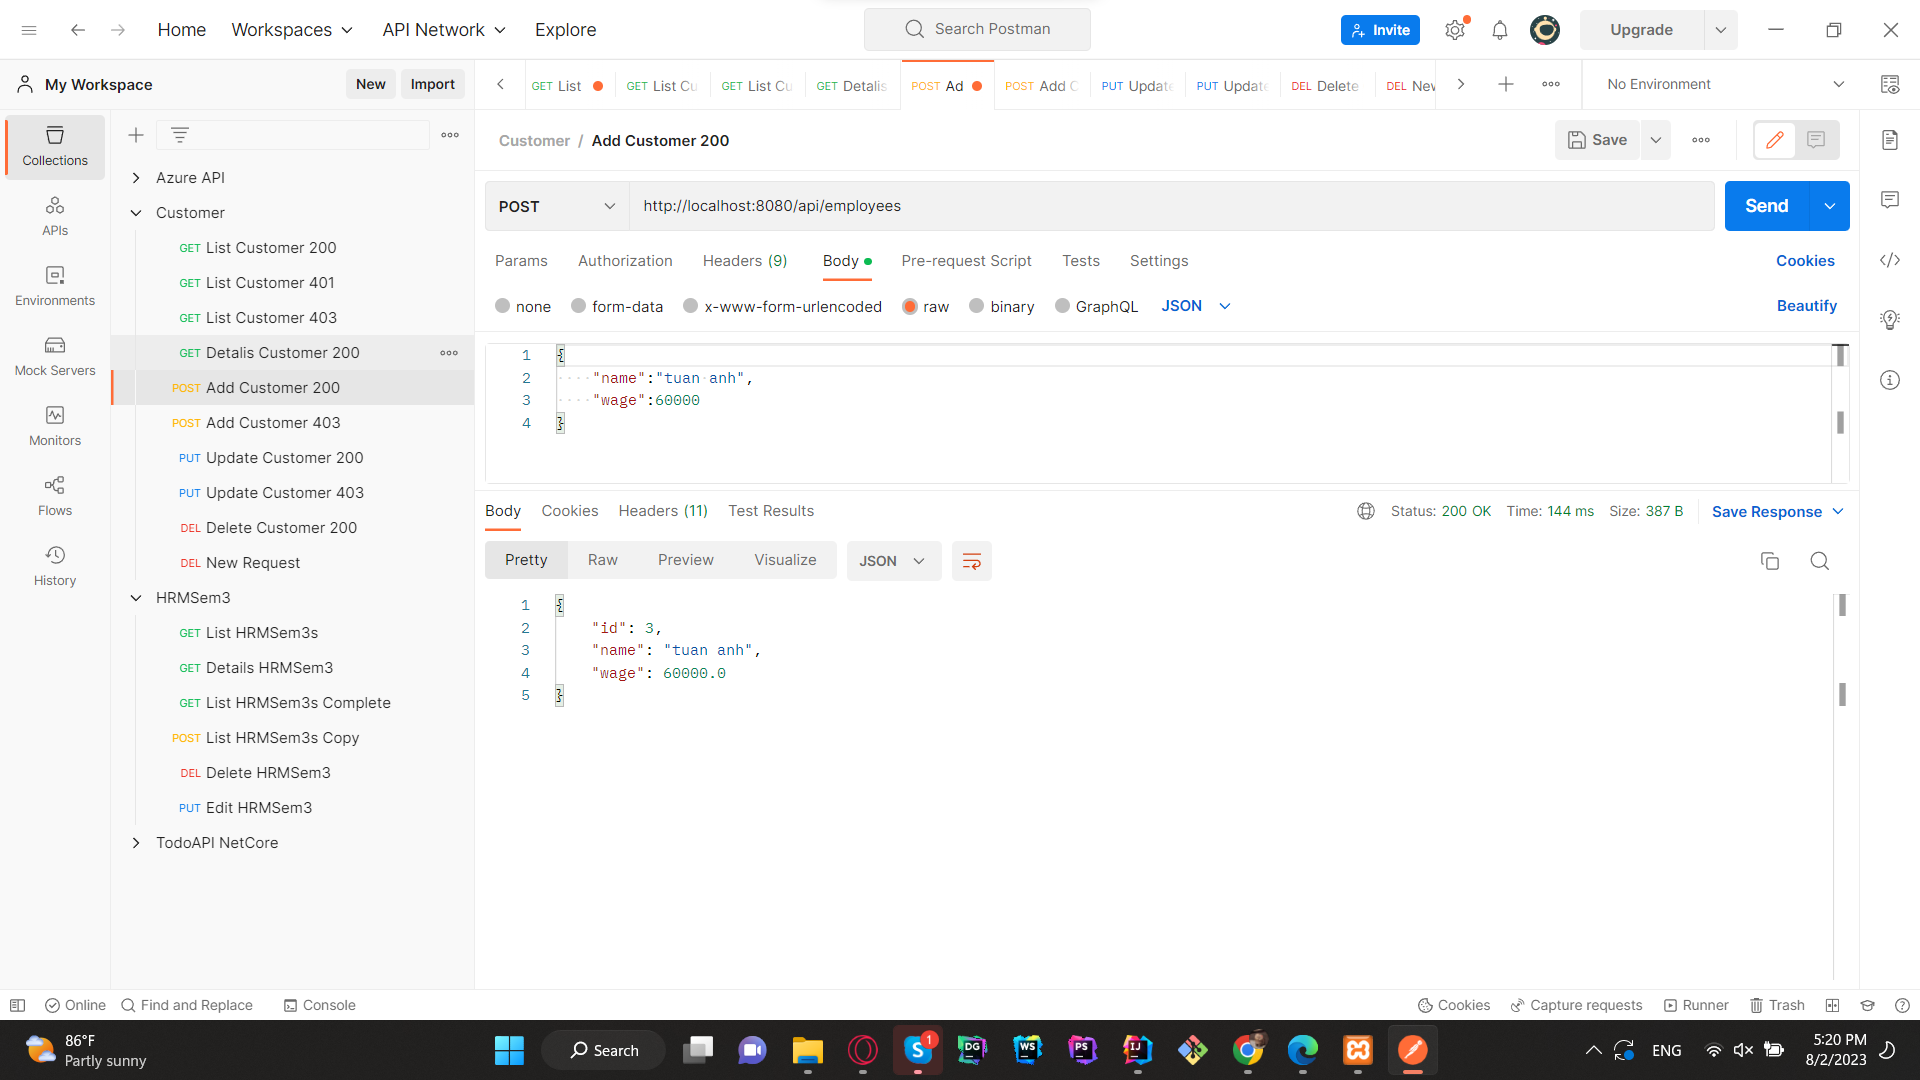 Home
Workspaces
API Network
Explore
Search Postman
Invite
Upgrade
My Workspace
New
Import
GET List
GET List Cu
GET List Cu
GET Detalis
POST Ad
POST Add C
PUT Update
PUT Update
DEL Delete
DEL New
No Environment
Collections
APIs
Environments
Mock Servers
Monitors
Flows
History
Azure API
Customer
GET List Customer 200
GET List Customer 401
GET List Customer 403
GET Detalis Customer 200
POST Add Customer 200
POST Add Customer 403
PUT Update Customer 200
PUT Update Customer 403
DEL Delete Customer 200
DEL New Request
HRMSem3
GET List HRMSem3s
GET Details HRMSem3
GET List HRMSem3s Complete
POST List HRMSem3s Copy
DEL Delete HRMSem3
PUT Edit HRMSem3
TodoAPI NetCore
Customer / Add Customer 200
Save
POST
http://localhost:8080/api/employees
Send
Params
Authorization
Headers (9)
Body
Pre-request Script
Tests
Settings
Cookies
none
form-data
x-www-form-urlencoded
raw
binary
GraphQL
JSON
Beautify
1 {
2 "name":"tuan anh",
3 "wage":60000
4 }
Body
Cookies
Headers (11)
Test Results
Status: 200 OK
Time: 144 ms
Size: 387 B
Save Response
Pretty
Raw
Preview
Visualize
JSON
1 {
2 "id": 3,
3 "name": "tuan anh",
4 "wage": 60000.0
5 }
Online
Find and Replace
Console
Cookies
Capture requests
Runner
Trash
86°F
Partly sunny
Search
S
1
DG
WS
PS
IJ
ENG
5:20 PM
8/2/2023